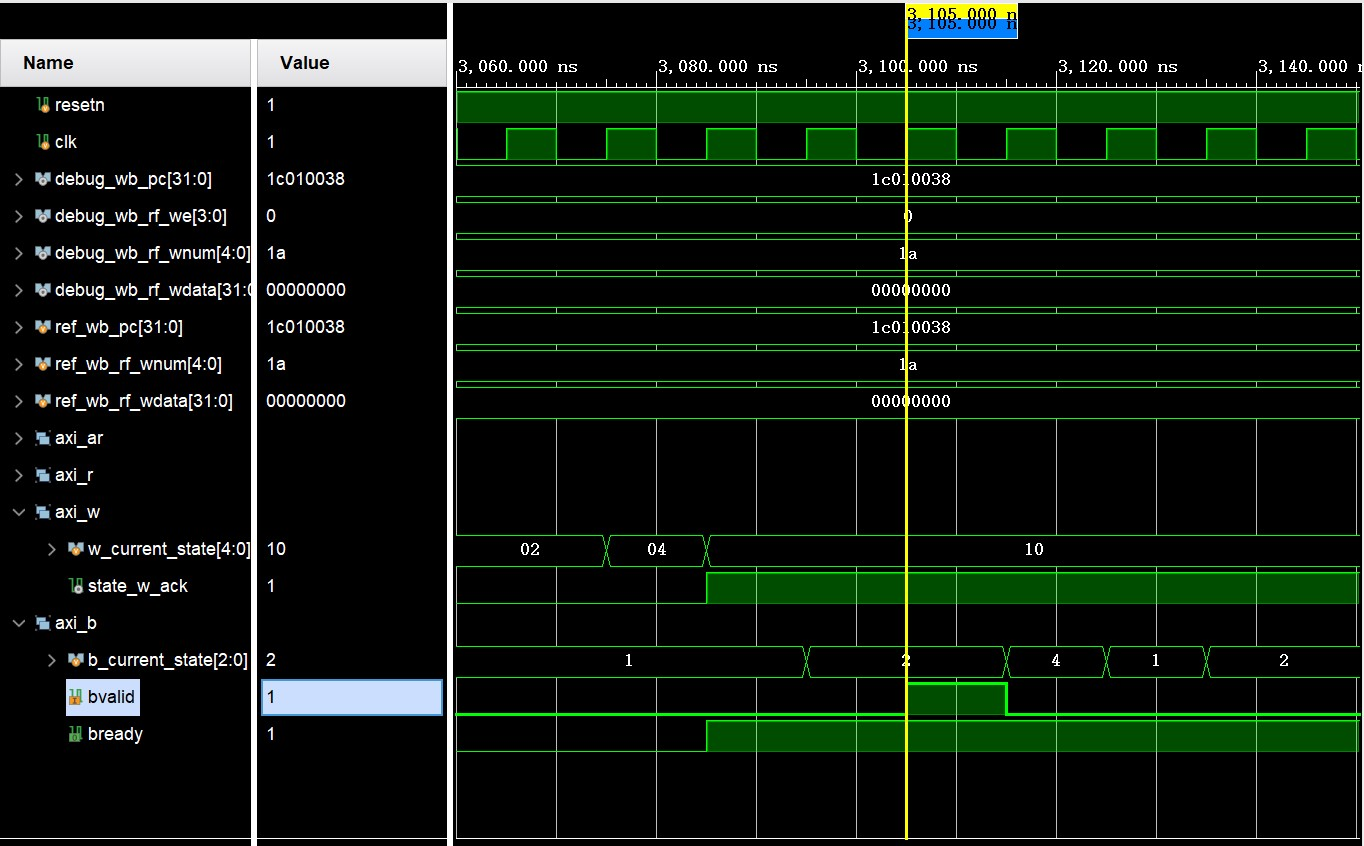 3,105.000 n
3,105.000 n
Name Value
3,060.000 ns 3,080.000 ns 3,100.000 ns 3,120.000 ns 3,140.000
resetn 1
clk 1
debug_wb_pc[31:0] 1c010038 1c010038
debug_wb_rf_we[3:0] 0 0
debug_wb_rf_wnum[4:0] 1a 1a
debug_wb_rf_wdata[31:0 00000000 00000000
ref_wb_pc[31:0] 1c010038 1c010038
ref_wb_rf_wnum[4:0] 1a 1a
ref_wb_rf_wdata[31:0] 00000000 00000000
axi_ar
axi_r
axi_w
w_current_state[4:0] 10 02 04 10
state_w_ack 1
axi_b
b_current_state[2:0] 2 1 2 4 1 2
bvalid 1
bready 1